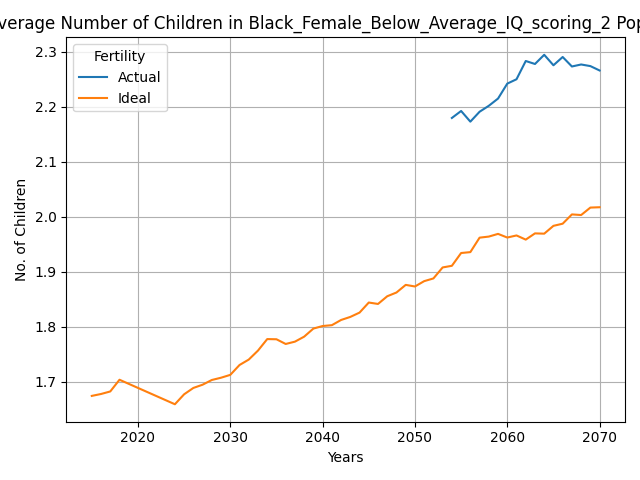 verage Number of Children in Black_Female_Below_Average_IQ_scoring_2 Pop
Fertility
Actual
Ideal
2.3
2.2
2.1
2.0
1.9
1.8
1.7
No. of Children
2020 2030 2040 2050 2060 2070
Years